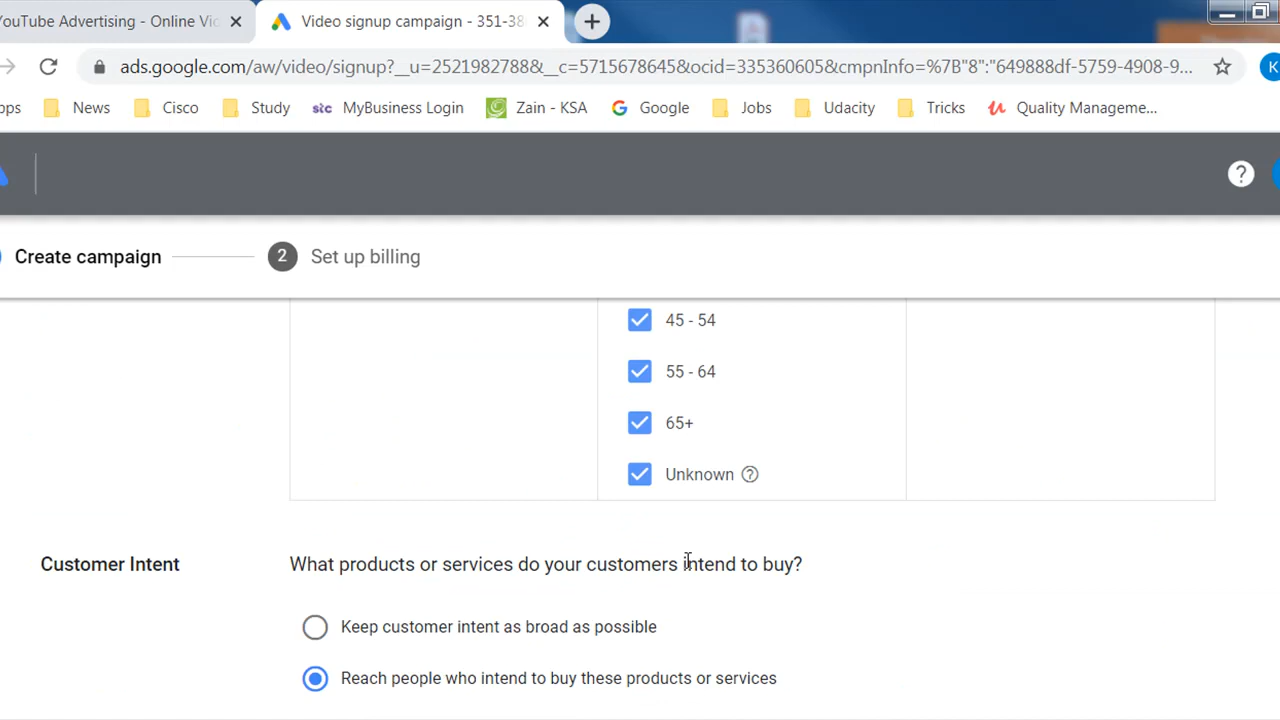 YouTube Advertising - Online Vic
Video signup campaign - 351-38
ads.google.com/aw/video/signup?__u=2521982788&__c=5715678645&ocid=335360605&cmpnInfo=%7B"8":"649888df-5759-4908-9...
K
pps
News
Cisco
Study
stc MyBusiness Login
Zain - KSA
G Google
Jobs
Udacity
Tricks
Quality Manageme...
?
Create campaign
2 Set up billing
45 - 54
55 - 64
65+
Unknown ?
Customer Intent
What products or services do your customers intend to buy?
Keep customer intent as broad as possible
Reach people who intend to buy these products or services